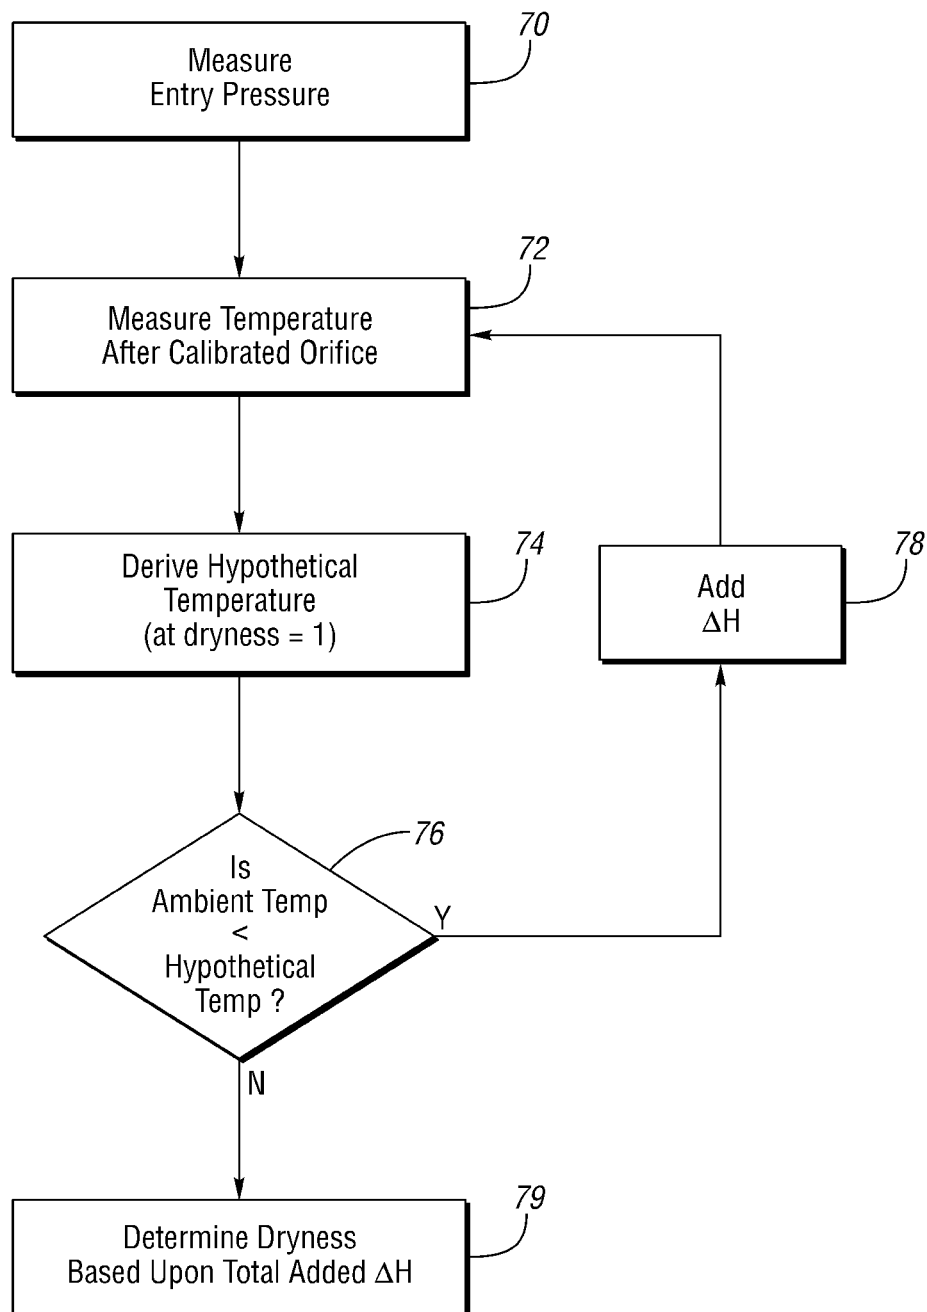 70
Measure
Entry Pressure
72
Measure Temperature
After Calibrated Orifice
74
Derive Hypothetical
Temperature
(at dryness = 1)
78
Add
ΔH
76
Is
Ambient Temp
<
Hypothetical
Temp ?
Y
N
79
Determine Dryness
Based Upon Total Added ΔH